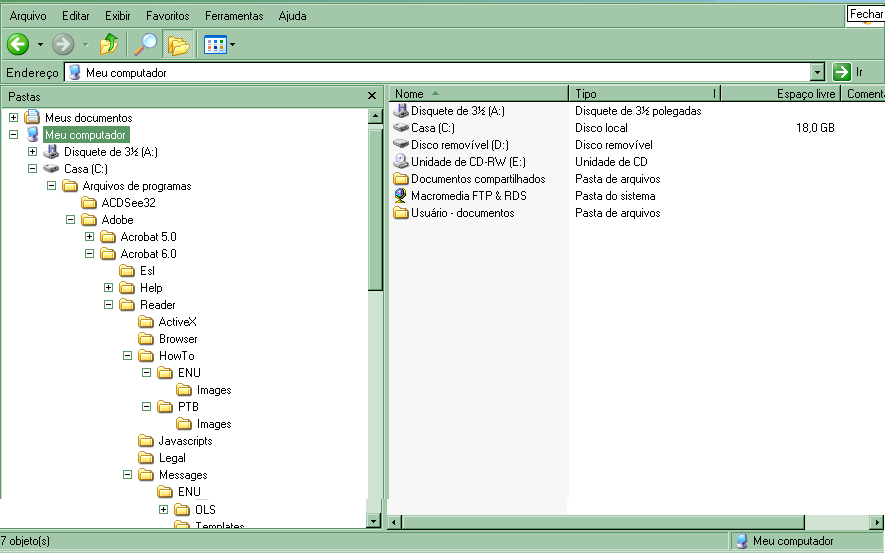 Arquivo Editar Exibir Favoritos Ferramentas Ajuda Fechar
Endereço Meu computador Ir
Pastas
Meus documentos
Meu computador
Disquete de 3½ (A:)
Casa (C:)
Arquivos de programas
ACDSee32
Adobe
Acrobat 5.0
Acrobat 6.0
Esl
Help
Reader
ActiveX
Browser
HowTo
ENU
Images
PTB
Images
Javascripts
Legal
Messages
ENU
OLS
Templates
Nome Tipo Espaço livre Coment
Disquete de 3½ (A:) Disquete de 3½ polegadas
Casa (C:) Disco local 18,0 GB
Disco removível (D:) Disco removível
Unidade de CD-RW (E:) Unidade de CD
Documentos compartilhados Pasta de arquivos
Macromedia FTP & RDS Pasta do sistema
Usuário - documentos Pasta de arquivos
7 objeto(s) Meu computador